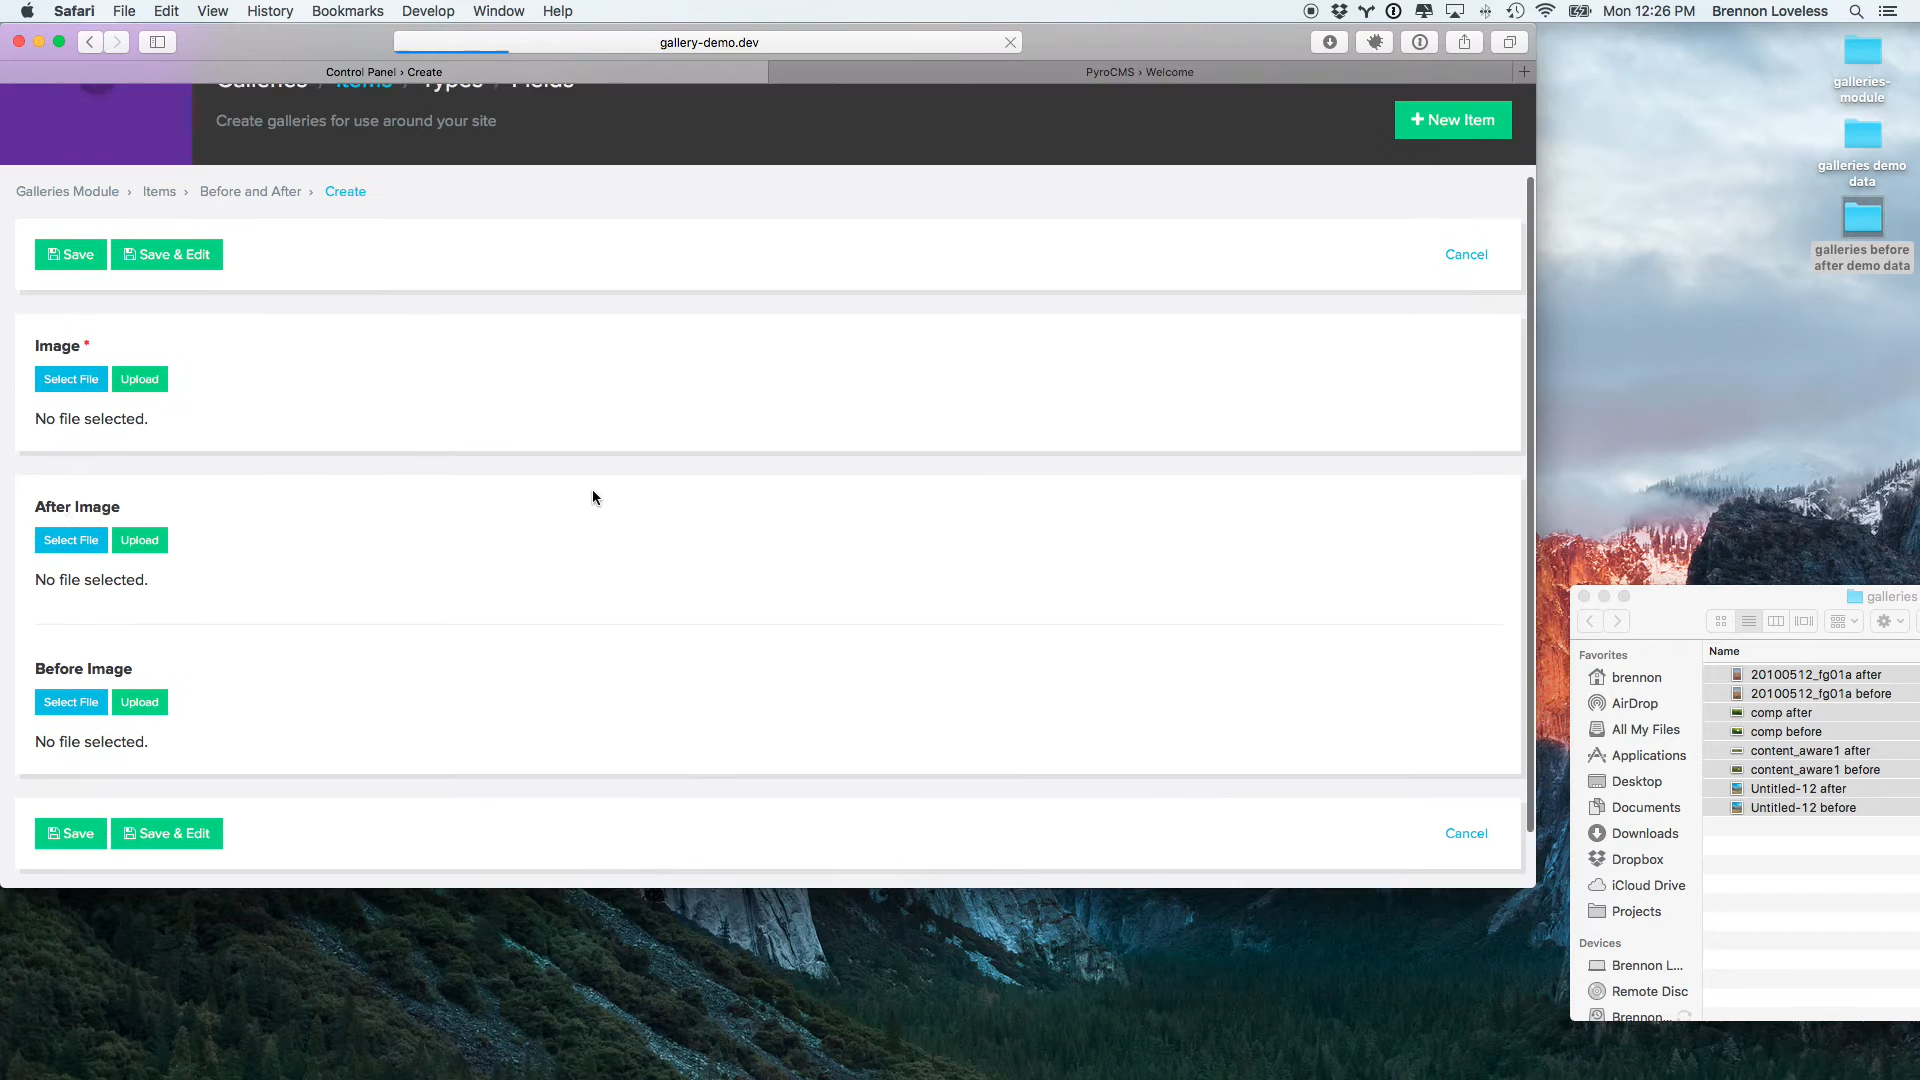 Safari File Edit View History Bookmarks Develop Window Help
Mon 12:26 PM Brennon Loveless
gallery-demo.dev
Control Panel › Create
PyroCMS › Welcome
Galleries / Items / Types / Fields
Create galleries for use around your site
New Item
Galleries Module › Items › Before and After › Create
Save Save & Edit Cancel
Image *
Select File Upload
No file selected.
After Image
Select File Upload
No file selected.
Before Image
Select File Upload
No file selected.
Save Save & Edit Cancel
galleries-
module
galleries demo
data
galleries before
after demo data
galleries
Favorites
brennon
AirDrop
All My Files
Applications
Desktop
Documents
Downloads
Dropbox
iCloud Drive
Projects
Devices
Brennon L...
Remote Disc
Brennon...
Name
20100512_fg01a after
20100512_fg01a before
comp after
comp before
content_aware1 after
content_aware1 before
Untitled-12 after
Untitled-12 before